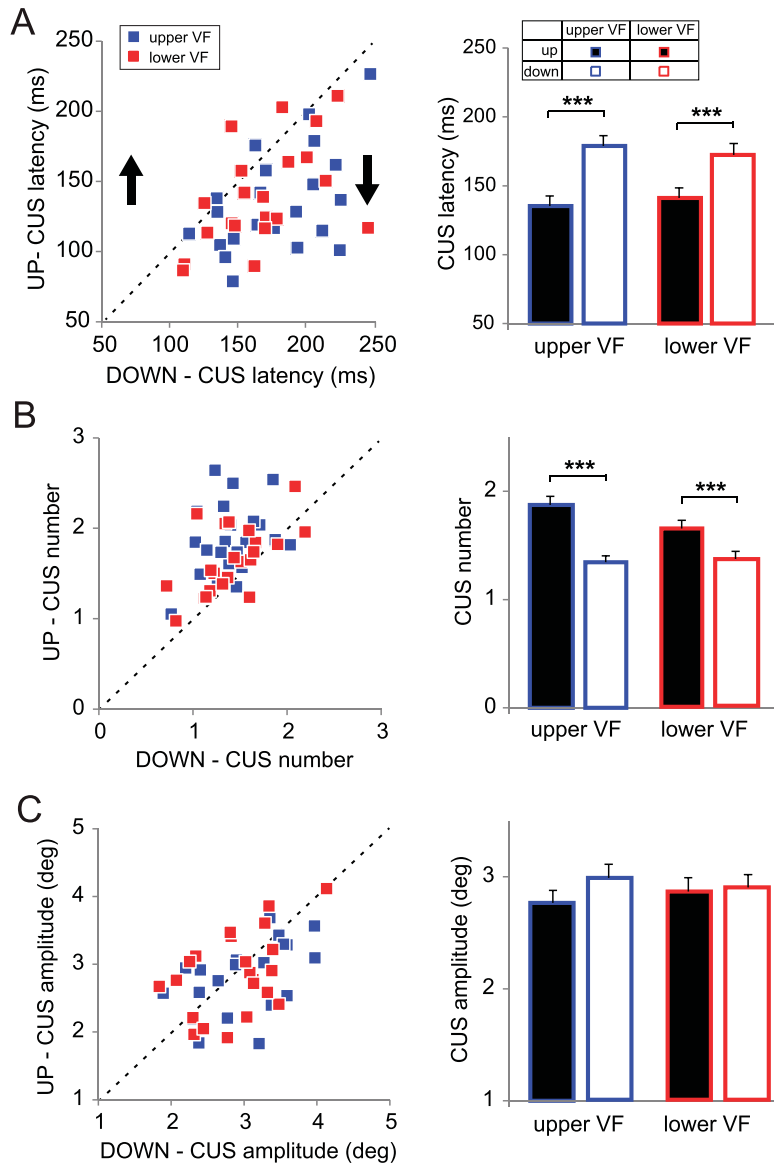 A
upper VF
lower VF
UP- CUS latency (ms)
250
200
150
100
50
50
100
150
200
250
DOWN - CUS latency (ms)
upper VF lower VF
up
down
CUS latency (ms)
250
200
150
100
50
***
***
upper VF
lower VF
B
UP - CUS number
3
2
1
0
0
1
2
3
DOWN - CUS number
CUS number
2
1
0
***
***
upper VF
lower VF
C
UP - CUS amplitude (deg)
5
4
3
2
1
1
2
3
4
5
DOWN - CUS amplitude (deg)
CUS amplitude (deg)
3
2
1
upper VF
lower VF